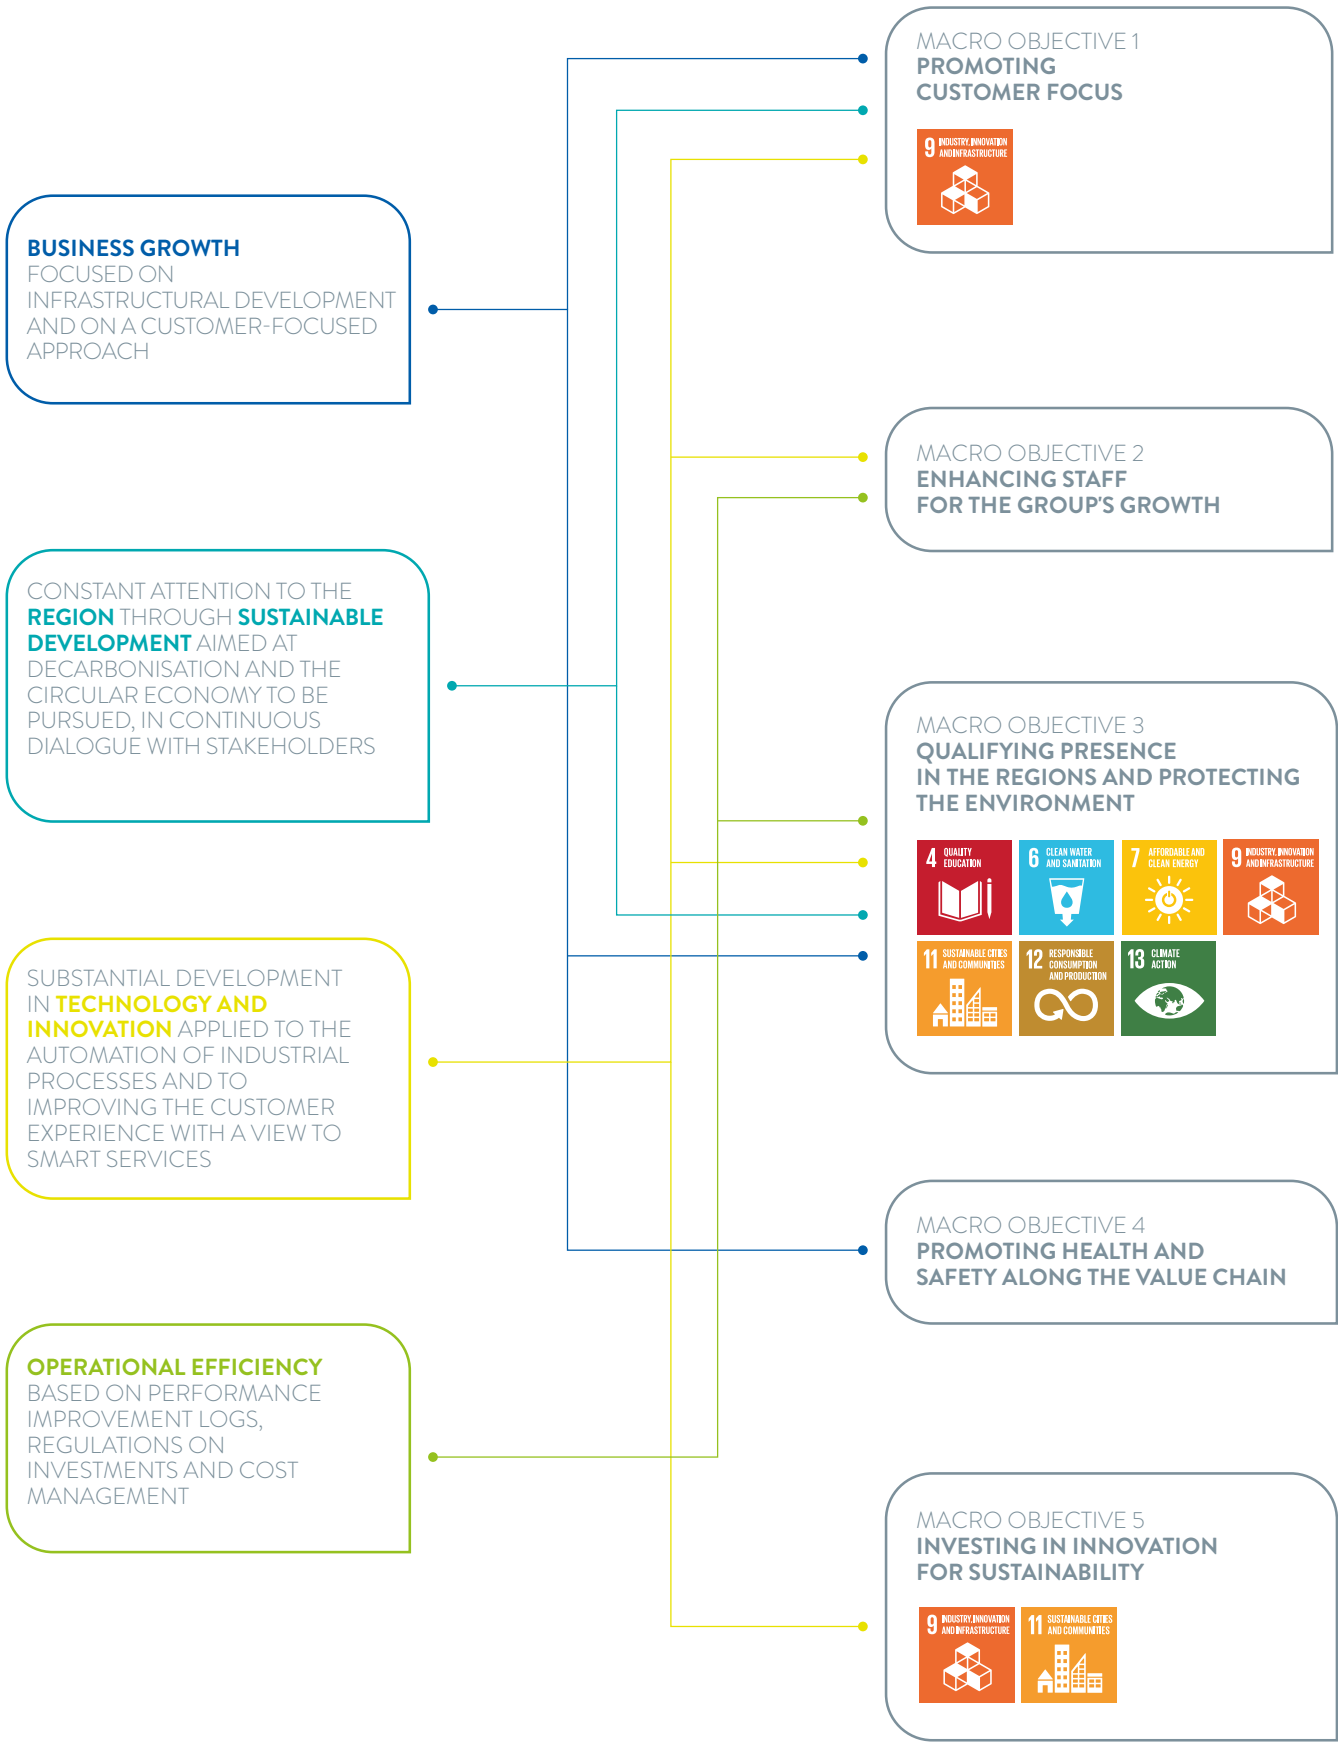 BUSINESS GROWTH
FOCUSED ON
INFRASTRUCTURAL DEVELOPMENT
AND ON A CUSTOMER-FOCUSED
APPROACH
CONSTANT ATTENTION TO THE
REGION THROUGH SUSTAINABLE
DEVELOPMENT AIMED AT
DECARBONISATION AND THE
CIRCULAR ECONOMY TO BE
PURSUED, IN CONTINUOUS
DIALOGUE WITH STAKEHOLDERS
SUBSTANTIAL DEVELOPMENT
IN TECHNOLOGY AND
INNOVATION APPLIED TO THE
AUTOMATION OF INDUSTRIAL
PROCESSES AND TO
IMPROVING THE CUSTOMER
EXPERIENCE WITH A VIEW TO
SMART SERVICES
OPERATIONAL EFFICIENCY
BASED ON PERFORMANCE
IMPROVEMENT LOGS,
REGULATIONS ON
INVESTMENTS AND COST
MANAGEMENT
MACRO OBJECTIVE 1
PROMOTING
CUSTOMER FOCUS
9 INDUSTRY, INNOVATION
AND INFRASTRUCTURE
MACRO OBJECTIVE 2
ENHANCING STAFF
FOR THE GROUP'S GROWTH
MACRO OBJECTIVE 3
QUALIFYING PRESENCE
IN THE REGIONS AND PROTECTING
THE ENVIRONMENT
4 QUALITY
EDUCATION
6 CLEAN WATER
AND SANITATION
7 AFFORDABLE AND
CLEAN ENERGY
9 INDUSTRY, INNOVATION
AND INFRASTRUCTURE
11 SUSTAINABLE CITIES
AND COMMUNITIES
12 RESPONSIBLE
CONSUMPTION
AND PRODUCTION
13 CLIMATE
ACTION
MACRO OBJECTIVE 4
PROMOTING HEALTH AND
SAFETY ALONG THE VALUE CHAIN
MACRO OBJECTIVE 5
INVESTING IN INNOVATION
FOR SUSTAINABILITY
9 INDUSTRY, INNOVATION
AND INFRASTRUCTURE
11 SUSTAINABLE CITIES
AND COMMUNITIES